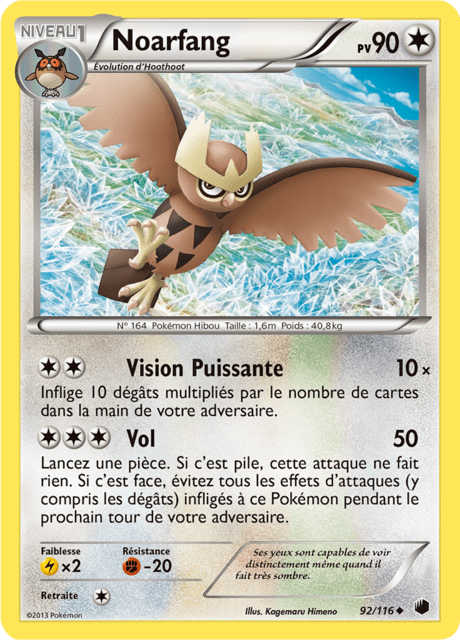 NIVEAU 1
Noarfang
PV 90
Évolution d'Hoothoot
N° 164 Pokémon Hibou Taille : 1,6m Poids : 40,8kg
Vision Puissante 10×
Inflige 10 dégâts multipliés par le nombre de cartes
dans la main de votre adversaire.
Vol 50
Lancez une pièce. Si c'est pile, cette attaque ne fait
rien. Si c'est face, évitez tous les effets d'attaques (y
compris les dégâts) infligés à ce Pokémon pendant le
prochain tour de votre adversaire.
Faiblesse Résistance
×2 -20
Retraite
Ses yeux sont capables de voir
distinctement même quand il
fait très sombre.
©2013 Pokémon
Illus. Kagemaru Himeno 92/116